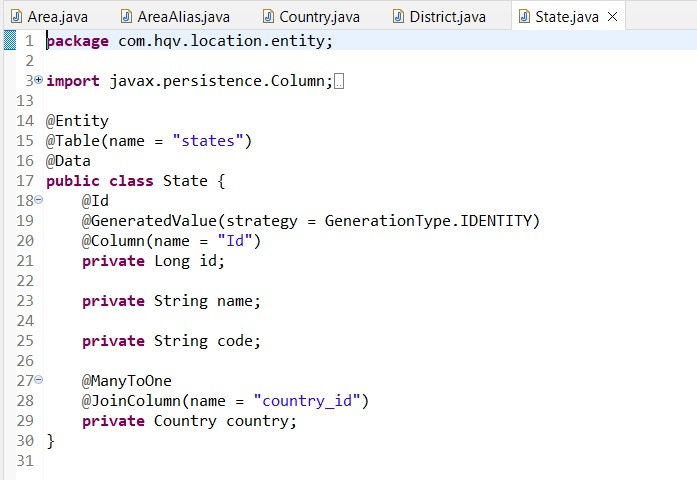 Area.java AreaAlias.java Country.java District.java State.java
1 package com.hqv.location.entity;
2
3 import javax.persistence.Column;
13
14 @Entity
15 @Table(name = "states")
16 @Data
17 public class State {
18     @Id
19     @GeneratedValue(strategy = GenerationType.IDENTITY)
20     @Column(name = "Id")
21     private Long id;
22
23     private String name;
24
25     private String code;
26
27     @ManyToOne
28     @JoinColumn(name = "country_id")
29     private Country country;
30 }
31